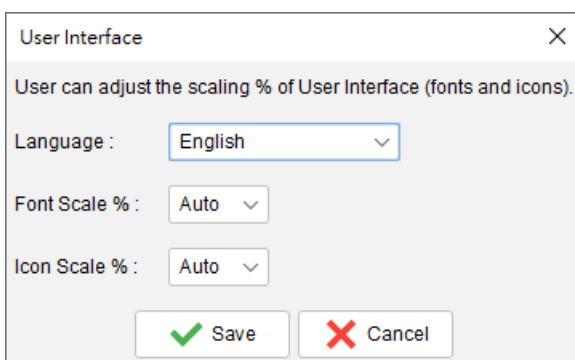 User Interface
User can adjust the scaling % of User Interface (fonts and icons).
Language : English
Font Scale % : Auto
Icon Scale % : Auto
Save Cancel